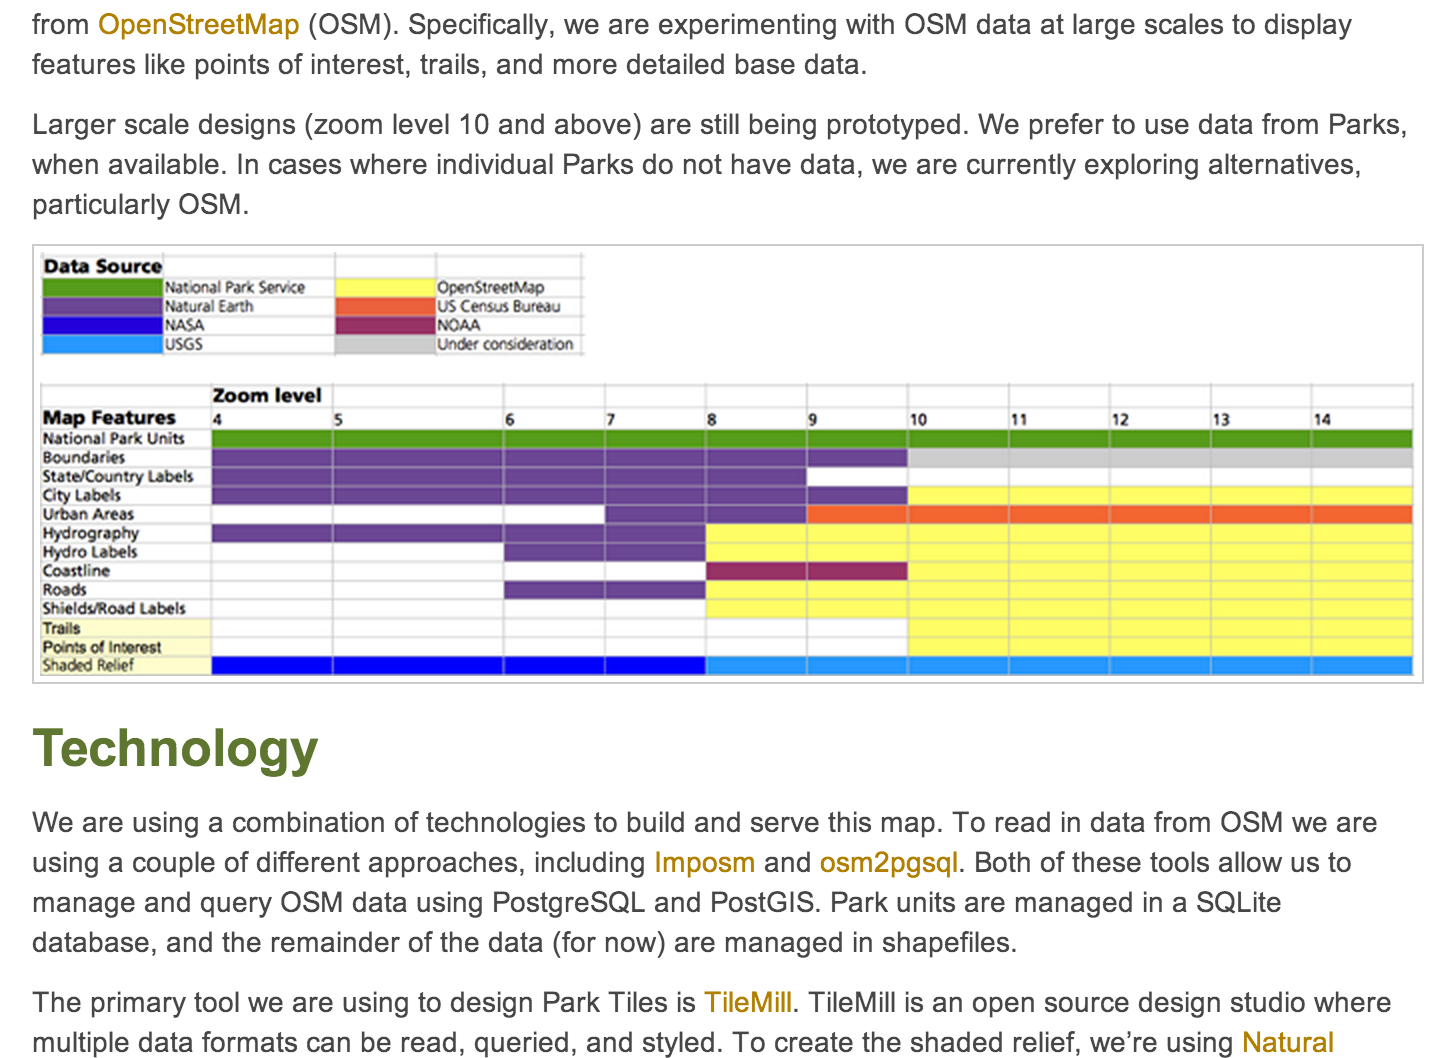 from OpenStreetMap (OSM). Specifically, we are experimenting with OSM data at large scales to display
features like points of interest, trails, and more detailed base data.
Larger scale designs (zoom level 10 and above) are still being prototyped. We prefer to use data from Parks,
when available. In cases where individual Parks do not have data, we are currently exploring alternatives,
particularly OSM.
Data Source
National Park Service OpenStreetMap
Natural Earth US Census Bureau
NASA NOAA
USGS Under consideration
Zoom level
Map Features 4 5 6 7 8 9 10 11 12 13 14
National Park Units
Boundaries
State/Country Labels
City Labels
Urban Areas
Hydrography
Hydro Labels
Coastline
Roads
Shields/Road Labels
Trails
Points of Interest
Shaded Relief
Technology
We are using a combination of technologies to build and serve this map. To read in data from OSM we are
using a couple of different approaches, including Imposm and osm2pgsql. Both of these tools allow us to
manage and query OSM data using PostgreSQL and PostGIS. Park units are managed in a SQLite
database, and the remainder of the data (for now) are managed in shapefiles.
The primary tool we are using to design Park Tiles is TileMill. TileMill is an open source design studio where
multiple data formats can be read, queried, and styled. To create the shaded relief, we’re using Natural